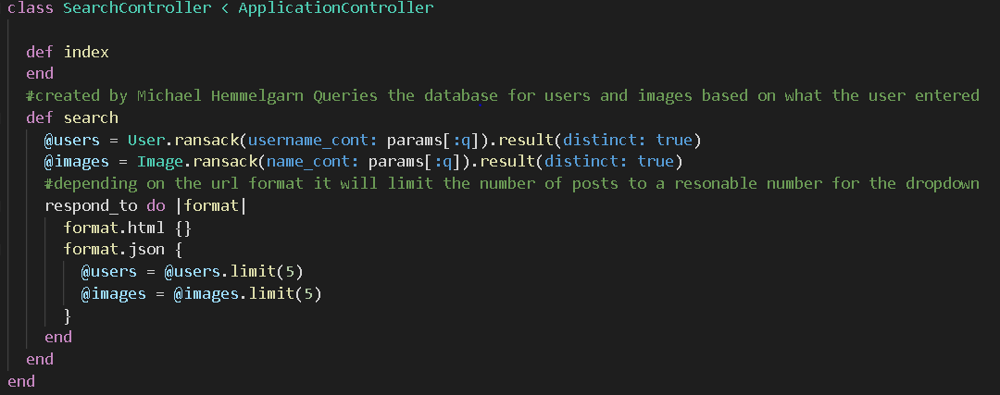 class SearchController < ApplicationController
def index
end
#created by Michael Hemmelgarn Queries the database for users and images based on what the user entered
def search
@users = User.ransack(username_cont: params[:q]).result(distinct: true)
@images = Image.ransack(name_cont: params[:q]).result(distinct: true)
#depending on the url format it will limit the number of posts to a resonable number for the dropdown
respond_to do |format|
format.html {}
format.json {
@users = @users.limit(5)
@images = @images.limit(5)
}
end
end
end